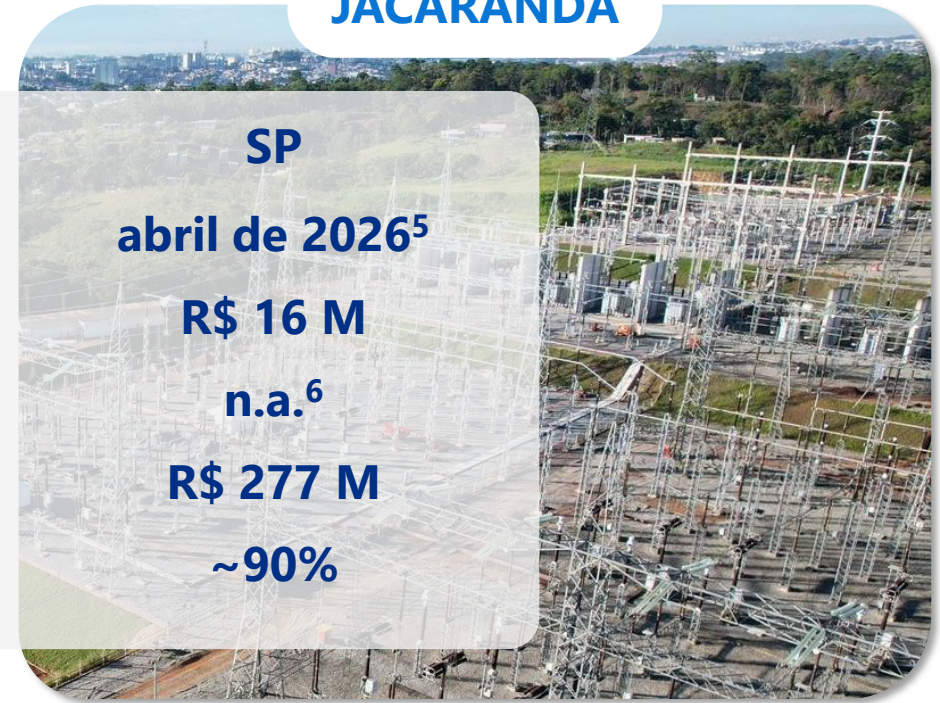 JACARANDÁ
SP
abril de 2026⁵
R$ 16 M
n.a.⁶
R$ 277 M
~90%